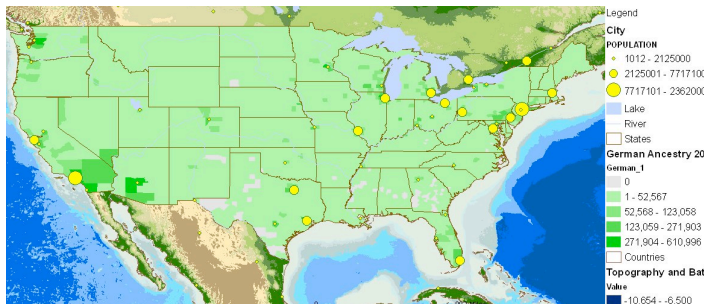 Legend
City
POPULATION
1012 - 2125000
2125001 - 7717100
7717101 - 2362000
Lake
River
States
German Ancestry 20
German_1
0
1 - 52,567
52,568 - 123,058
123,059 - 271,903
271,904 - 610,996
Countries
Topography and Bat
Value
-10,654 - -6,500